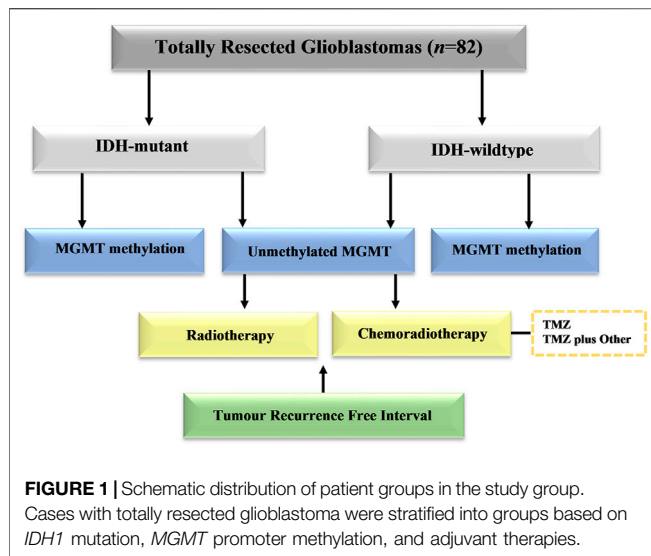 Totally Resected Glioblastomas (n=82)
IDH-mutant
IDH-wildtype
MGMT methylation
Unmethylated MGMT
MGMT methylation
Radiotherapy
Chemoradiotherapy
TMZ
TMZ plus Other
Tumour Recurrence Free Interval
FIGURE 1 | Schematic distribution of patient groups in the study group.
Cases with totally resected glioblastoma were stratified into groups based on
IDH1 mutation, MGMT promoter methylation, and adjuvant therapies.